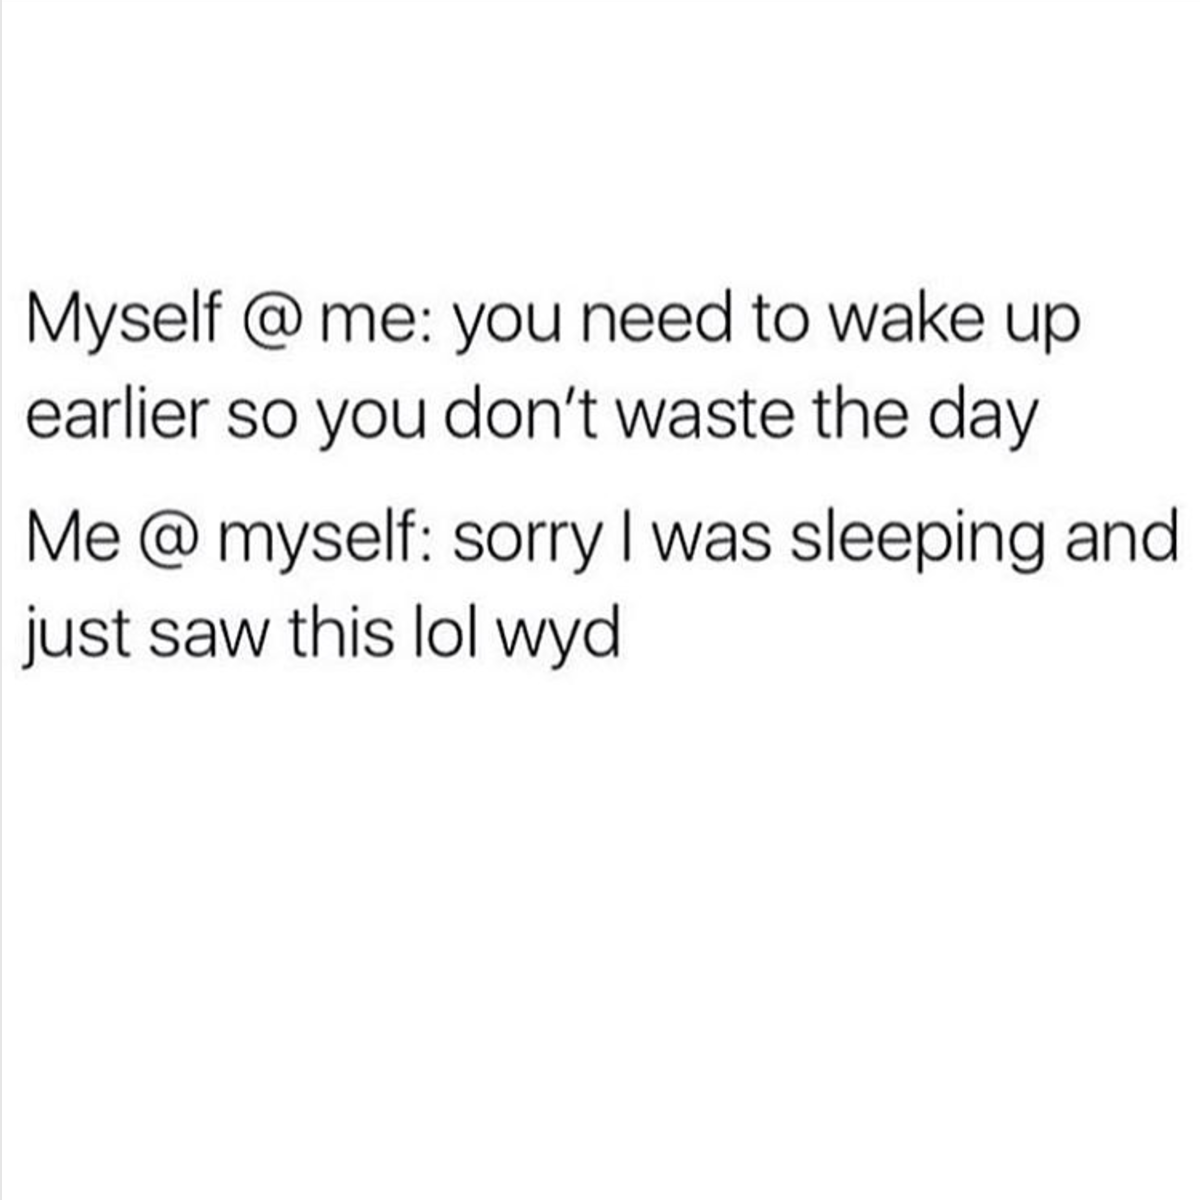 Myself @ me: you need to wake up
earlier so you don’t waste the day
Me @ myself: sorry I was sleeping and
just saw this lol wyd